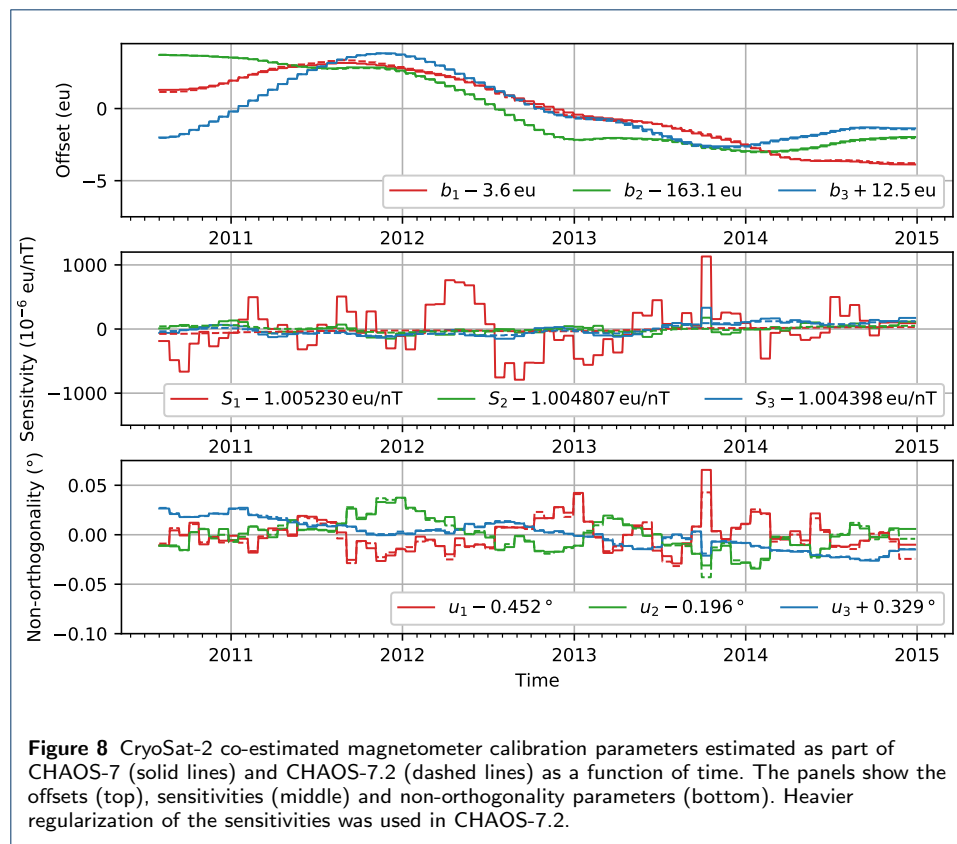 0
−5
Offset (eu)
b₁ − 3.6 eu b₂ − 163.1 eu b₃ + 12.5 eu
2011 2012 2013 2014 2015
1000
0
−1000
Sensitvity (10⁻⁶ eu/nT)
S₁ − 1.005230 eu/nT S₂ − 1.004807 eu/nT S₃ − 1.004398 eu/nT
2011 2012 2013 2014 2015
0.05
0.00
−0.05
−0.10
Non-orthogonality (°)
u₁ − 0.452 ° u₂ − 0.196 ° u₃ + 0.329 °
2011 2012 2013 2014 2015
Time
Figure 8 CryoSat-2 co-estimated magnetometer calibration parameters estimated as part of
CHAOS-7 (solid lines) and CHAOS-7.2 (dashed lines) as a function of time. The panels show the
offsets (top), sensitivities (middle) and non-orthogonality parameters (bottom). Heavier
regularization of the sensitivities was used in CHAOS-7.2.